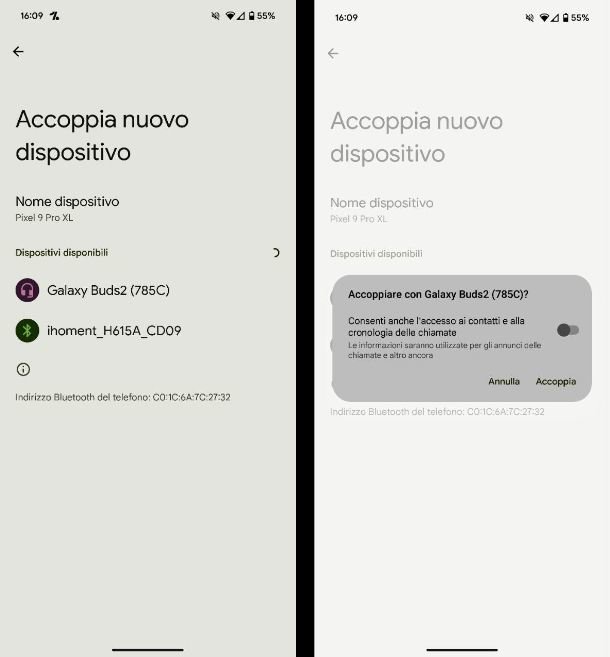 16:09
55%
Accoppia nuovo
dispositivo
Nome dispositivo
Pixel 9 Pro XL
Dispositivi disponibili
Galaxy Buds2 (785C)
ihoment_H615A_CD09
Indirizzo Bluetooth del telefono: C0:1C:6A:7C:27:32
16:09
55%
Accoppia nuovo
dispositivo
Nome dispositivo
Pixel 9 Pro XL
Dispositivi disponibili
Accoppiare con Galaxy Buds2 (785C)?
Consenti anche l'accesso ai contatti e alla
cronologia delle chiamate
Le informazioni saranno utilizzate per gli annunci delle
chiamate e altro ancora
Annulla
Accoppia
Indirizzo Bluetooth del telefono: C0:1C:6A:7C:27:32